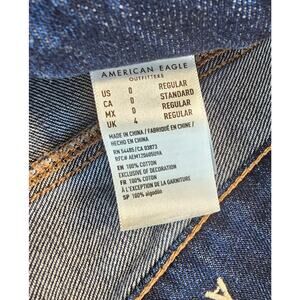 AMERICAN EAGLE
OUTFITTERS
US 0 REGULAR
CA 0 STANDARD
MX 0 REGULAR
UK 4 REGULAR
MADE IN CHINA / FABRIQUÉ EN CHINE /
HECHO EN CHINA
RN 54485/CA 03873
EN 100% COTTON
EXCLUSIVE OF DECORATION
FR 100% COTON
À L'EXCEPTION DE LA GARNITURE
SP 100% algodón